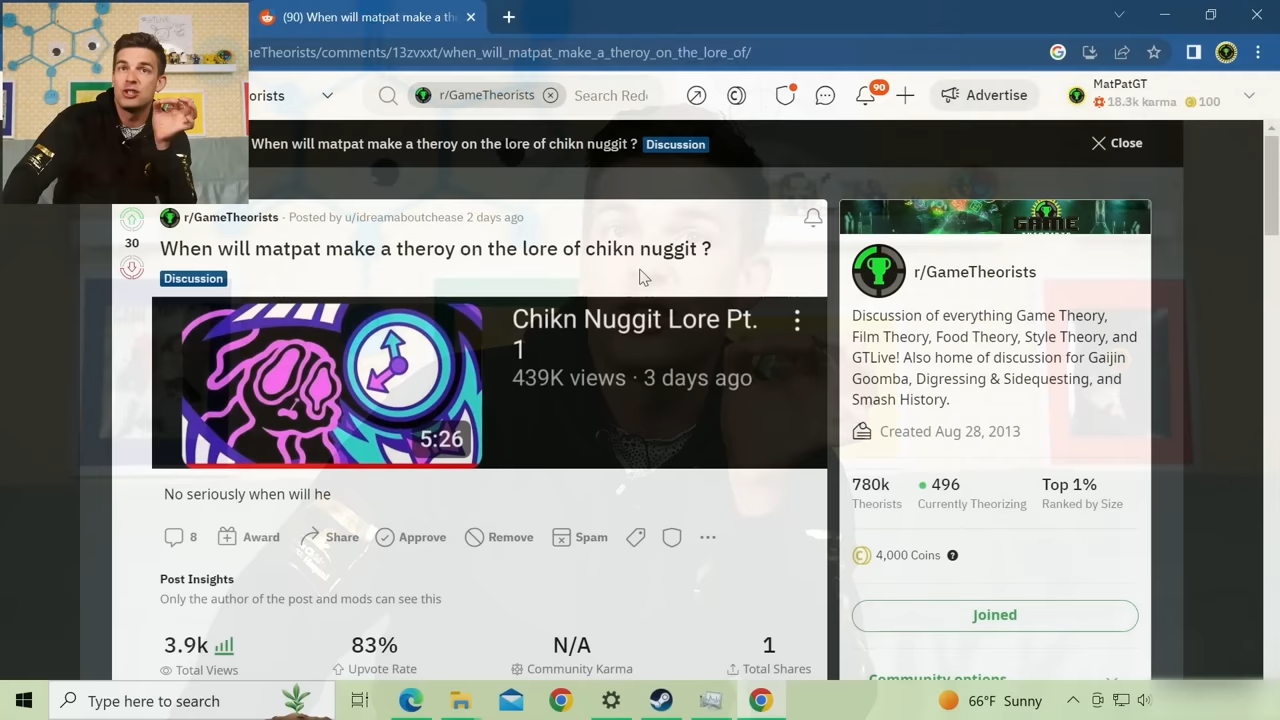 (90) When will matpat make a th
eTheorists/comments/13zvxxt/when_will_matpat_make_a_theroy_on_the_lore_of/
orists
r/GameTheorists
Search Red
90
Advertise
MatPatGT
18.3k karma
100
When will matpat make a theroy on the lore of chikn nuggit ?
Discussion
Close
r/GameTheorists · Posted by u/idreamaboutchease 2 days ago
30
When will matpat make a theroy on the lore of chikn nuggit ?
Discussion
Chikn Nuggit Lore Pt.
1
439K views · 3 days ago
5:26
No seriously when will he
8 Award Share Approve Remove Spam
Post Insights
Only the author of the post and mods can see this
3.9k 83% N/A 1
Total Views Upvote Rate Community Karma Total Shares
GAME
r/GameTheorists
Discussion of everything Game Theory,
Film Theory, Food Theory, Style Theory, and
GTLive! Also home of discussion for Gaijin
Goomba, Digressing & Sidequesting, and
Smash History.
Created Aug 28, 2013
780k 496 Top 1%
Theorists Currently Theorizing Ranked by Size
4,000 Coins
Joined
Community options
Type here to search
66°F Sunny